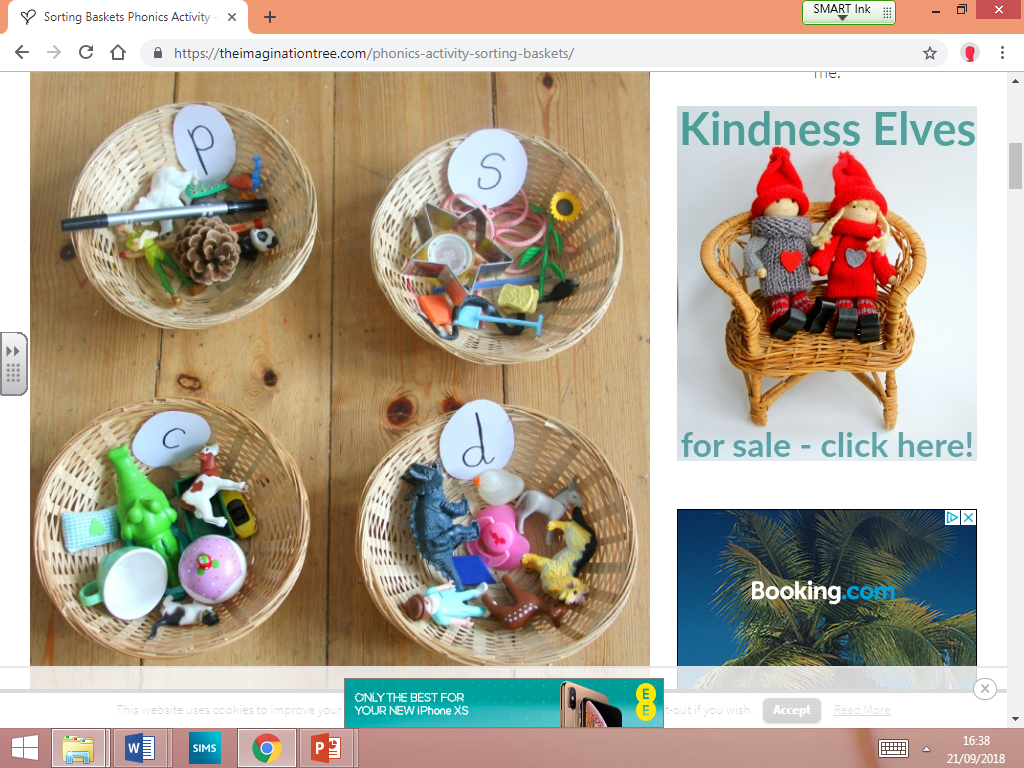 Sorting Baskets Phonics Activity -
SMART Ink
https://theimaginationtree.com/phonics-activity-sorting-baskets/
me.
p
s
c
d
Kindness Elves
for sale - click here!
Booking.com
This website uses cookies to improve your
t-out if you wish.
Accept
Read More
ONLY THE BEST FOR
YOUR NEW iPhone XS
EE
W
SIMS
P
16:38
21/09/2018